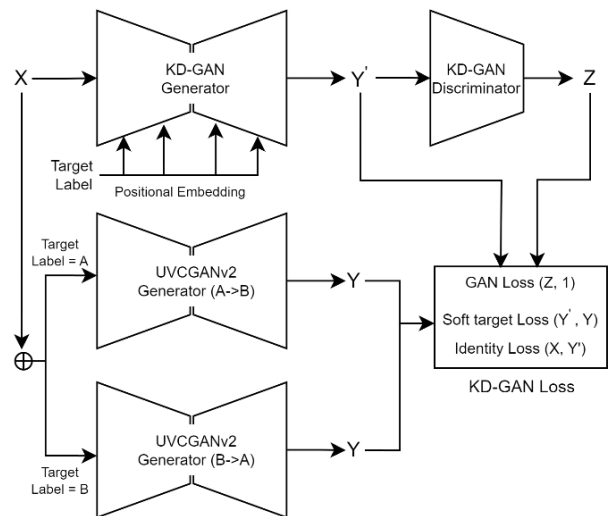 X
KD-GAN
Generator
Y'
KD-GAN
Discriminator
Z
Target
Label
Positional Embedding
Target
Label = A
UVCGANv2
Generator (A->B)
Y
GAN Loss (Z, 1)
Soft target Loss (Y', Y)
Identity Loss (X, Y')
KD-GAN Loss
UVCGANv2
Generator (B->A)
Y
Target
Label = B